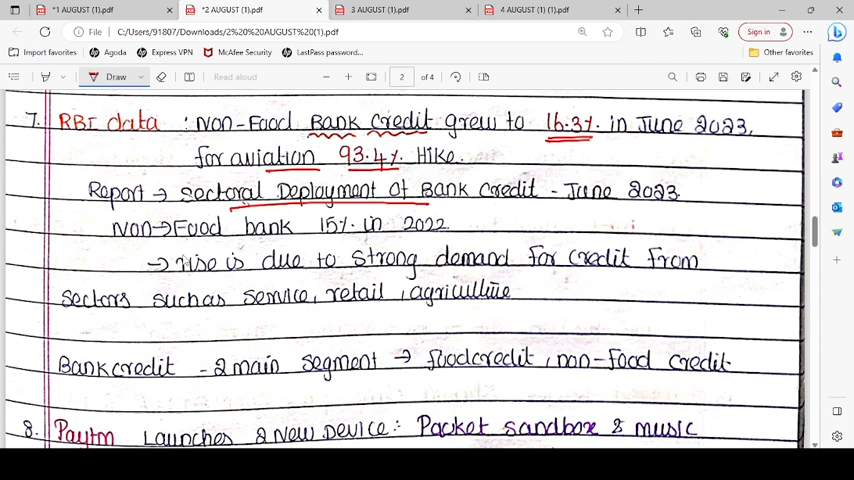 *1 AUGUST (1).pdf
*2 AUGUST (1).pdf
3 AUGUST (1).pdf
4 AUGUST (1).pdf
File C:/Users/91807/Downloads/2%20%20AUGUST%20(1).pdf
Sign in
Import favorites
Agoda
Express VPN
McAfee Security
LastPass password...
Other favorites
Draw
Read aloud
2 of 4
7. RBI data : Non-Food Bank credit grew to 16.3%. in June 2023,
for aviation 93.4%. Hike.
Report → Sectoral Deployment of Bank Credit - June 2023
Non→Food bank 15%. in 2022
→ rise is due to strong demand for credit from
sectors such as service, retail, agriculture
Bank credit - 2 main segment → food credit, non-food credit
8. Paytm Launches 2 New DEVICE:- Pocket sandbox & music